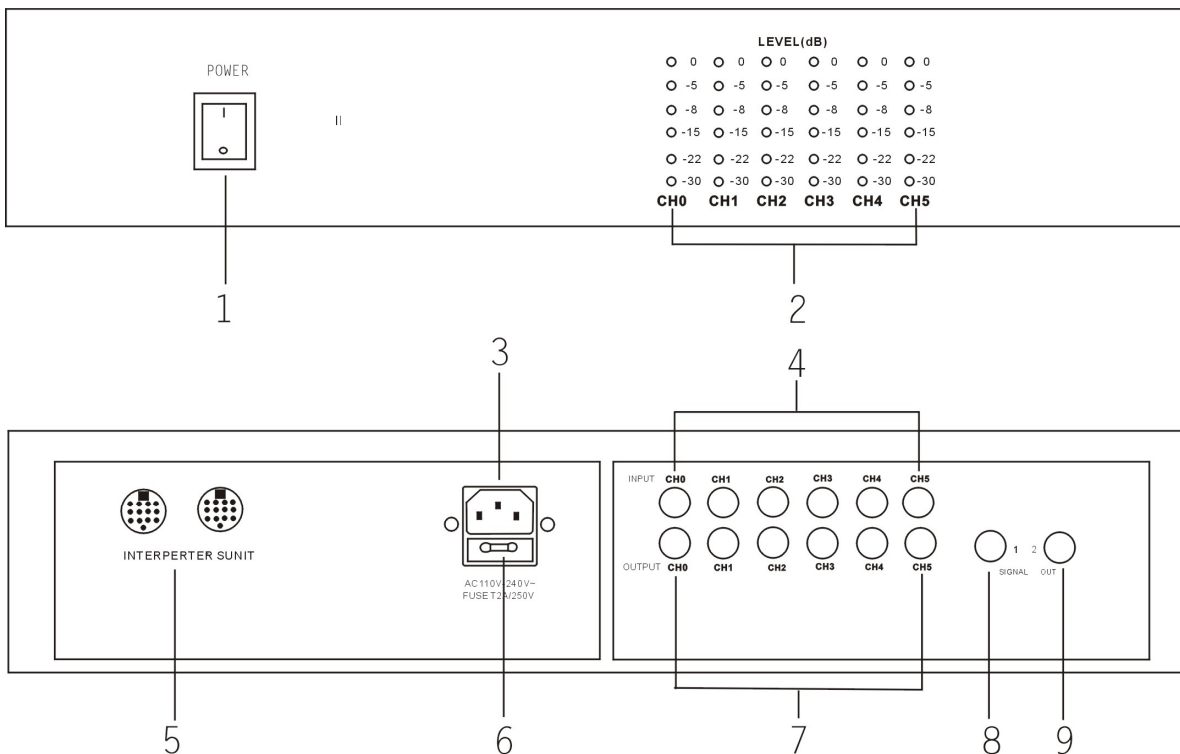 LEVEL(dB)
POWER
0 0 0 0 0 0
-5 -5 -5 -5 -5 -5
-8 -8 -8 -8 -8 -8
-15 -15 -15 -15 -15 -15
-22 -22 -22 -22 -22 -22
-30 -30 -30 -30 -30 -30
CH0 CH1 CH2 CH3 CH4 CH5
II
1 2
3 4
INPUT CH0 CH1 CH2 CH3 CH4 CH5
INTERPERTER SUNIT
AC110V-240V~
FUSE T2A/250V
OUTPUT CH0 CH1 CH2 CH3 CH4 CH5
1 2
SIGNAL OUT
5 6 7 8 9